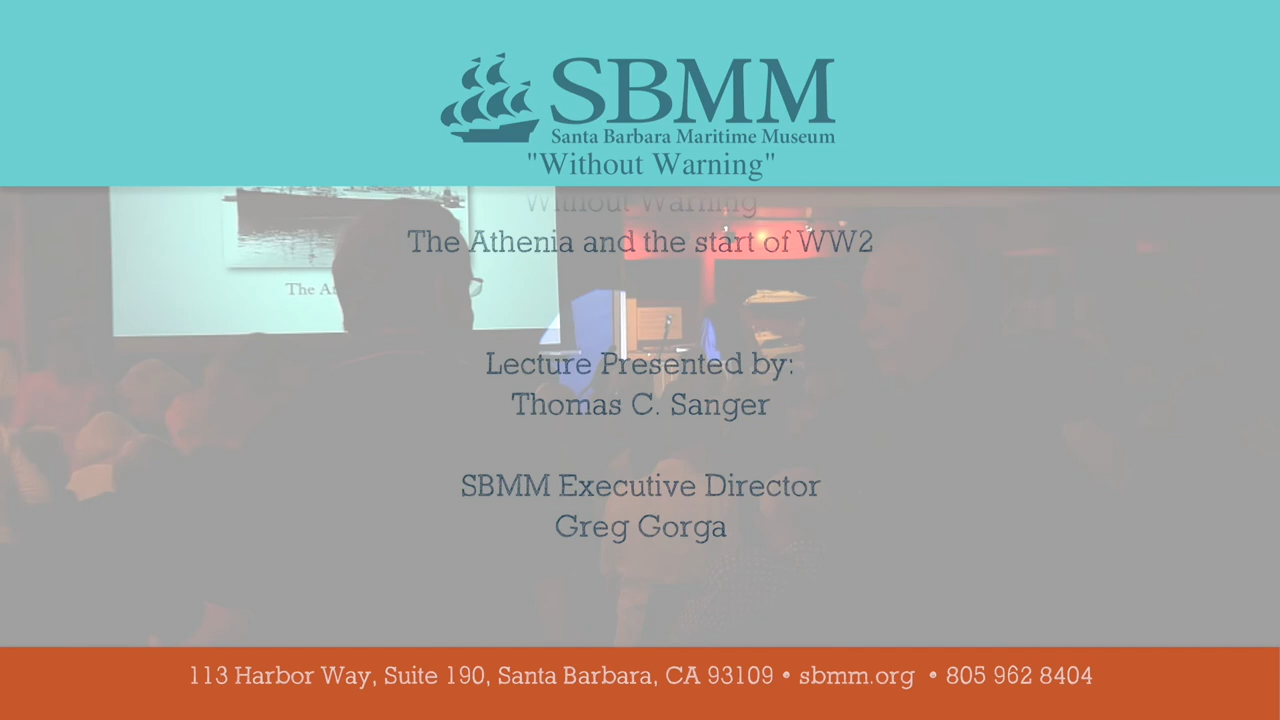 SBMM
Santa Barbara Maritime Museum
"Without Warning"
Without Warning
The Athenia and the start of WW2
The
Lecture Presented by:
Thomas C. Sanger
SBMM Executive Director
Greg Gorga
113 Harbor Way, Suite 190, Santa Barbara, CA 93109 • sbmm.org • 805 962 8404